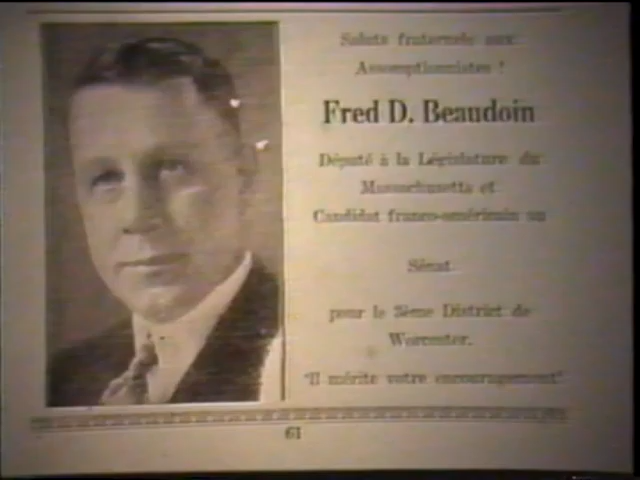 Saluts fraternels aux
Assomptionnistes !
Fred D. Beaudoin
Député à la Législature du
Massachusetts et
Candidat franco-américain au
Sénat
pour le 2ème District de
Worcester.
"Il mérite votre encouragement"
61